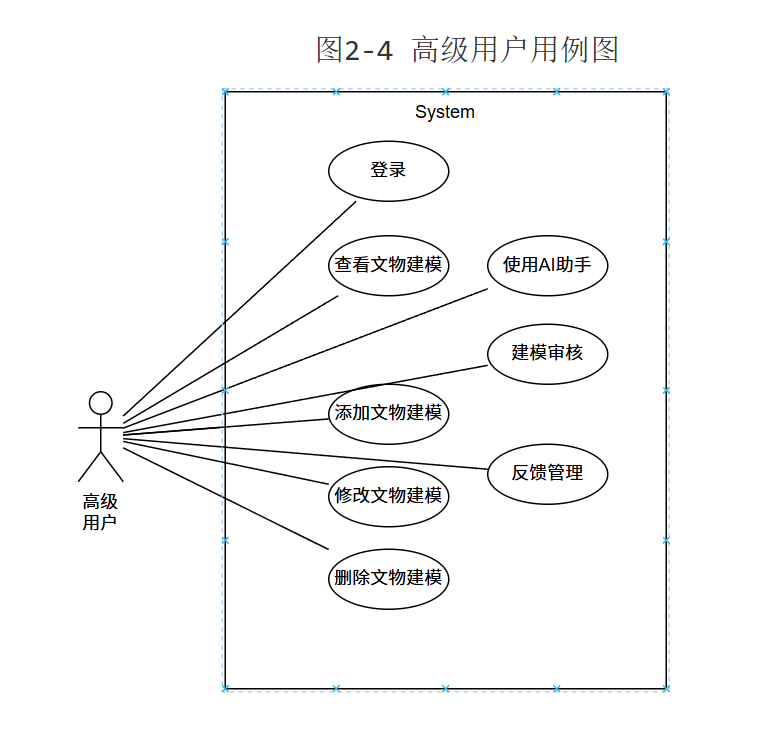 图2-4 高级用户用例图
System
登录
查看文物建模
使用AI助手
建模审核
添加文物建模
反馈管理
修改文物建模
高级
用户
删除文物建模